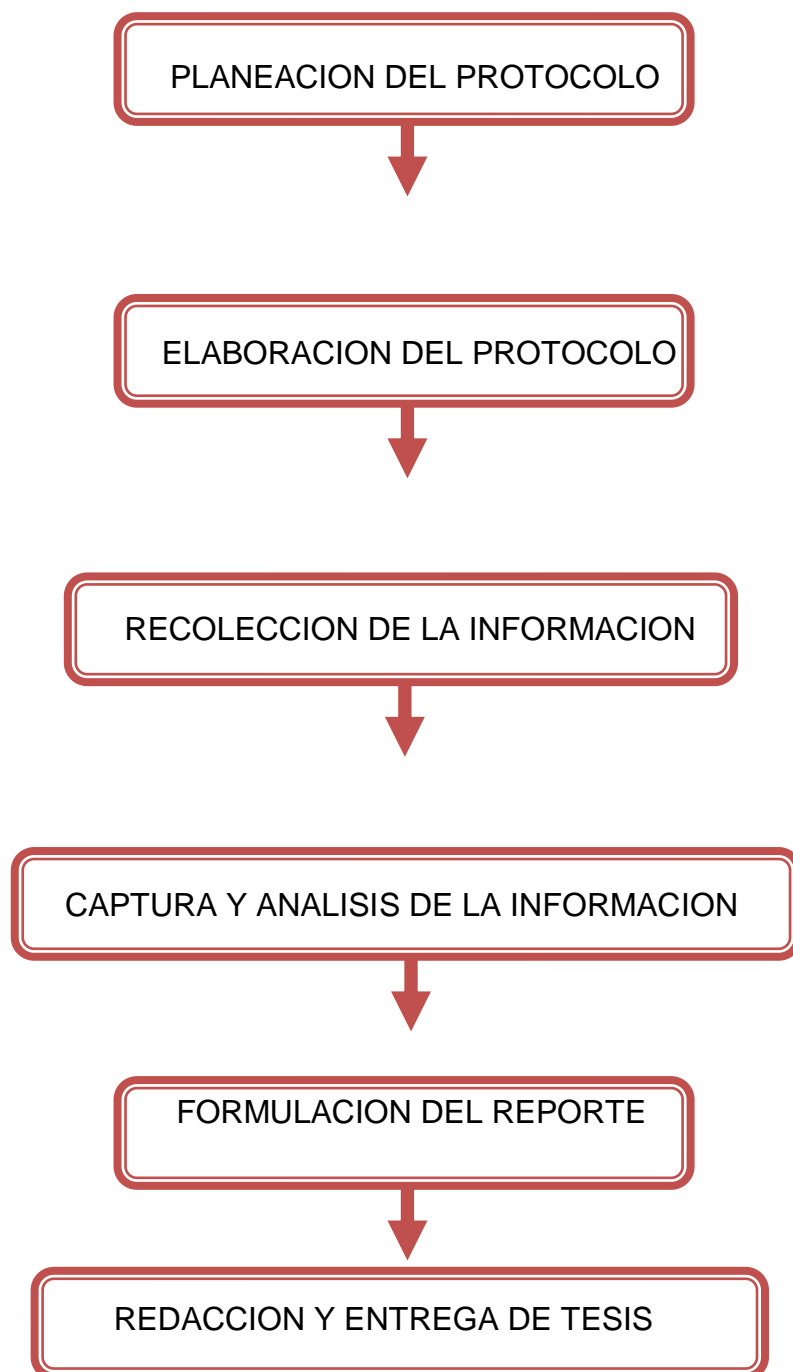 PLANEACION DEL PROTOCOLO
ELABORACION DEL PROTOCOLO
RECOLECCION DE LA INFORMACION
CAPTURA Y ANALISIS DE LA INFORMACION
FORMULACION DEL REPORTE
REDACCION Y ENTREGA DE TESIS